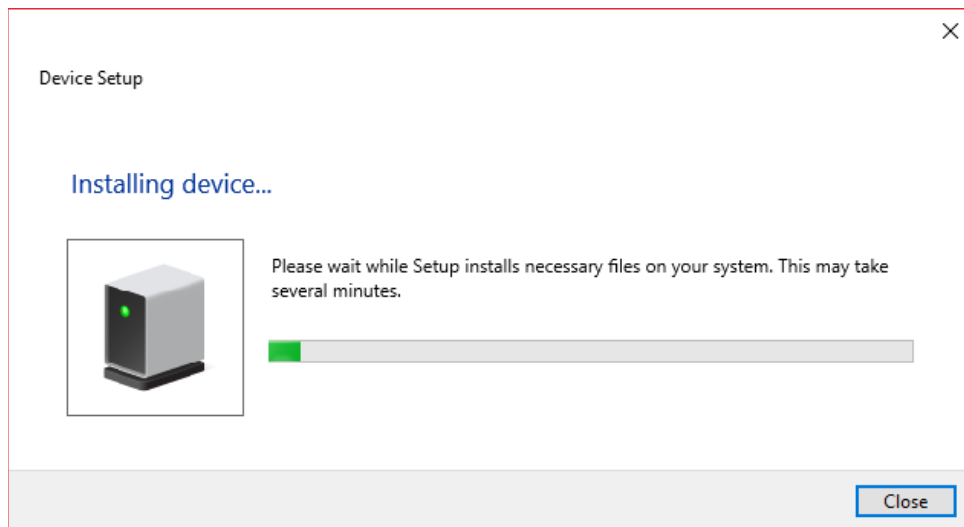 Device Setup
Installing device...
Please wait while Setup installs necessary files on your system. This may take
several minutes.
Close